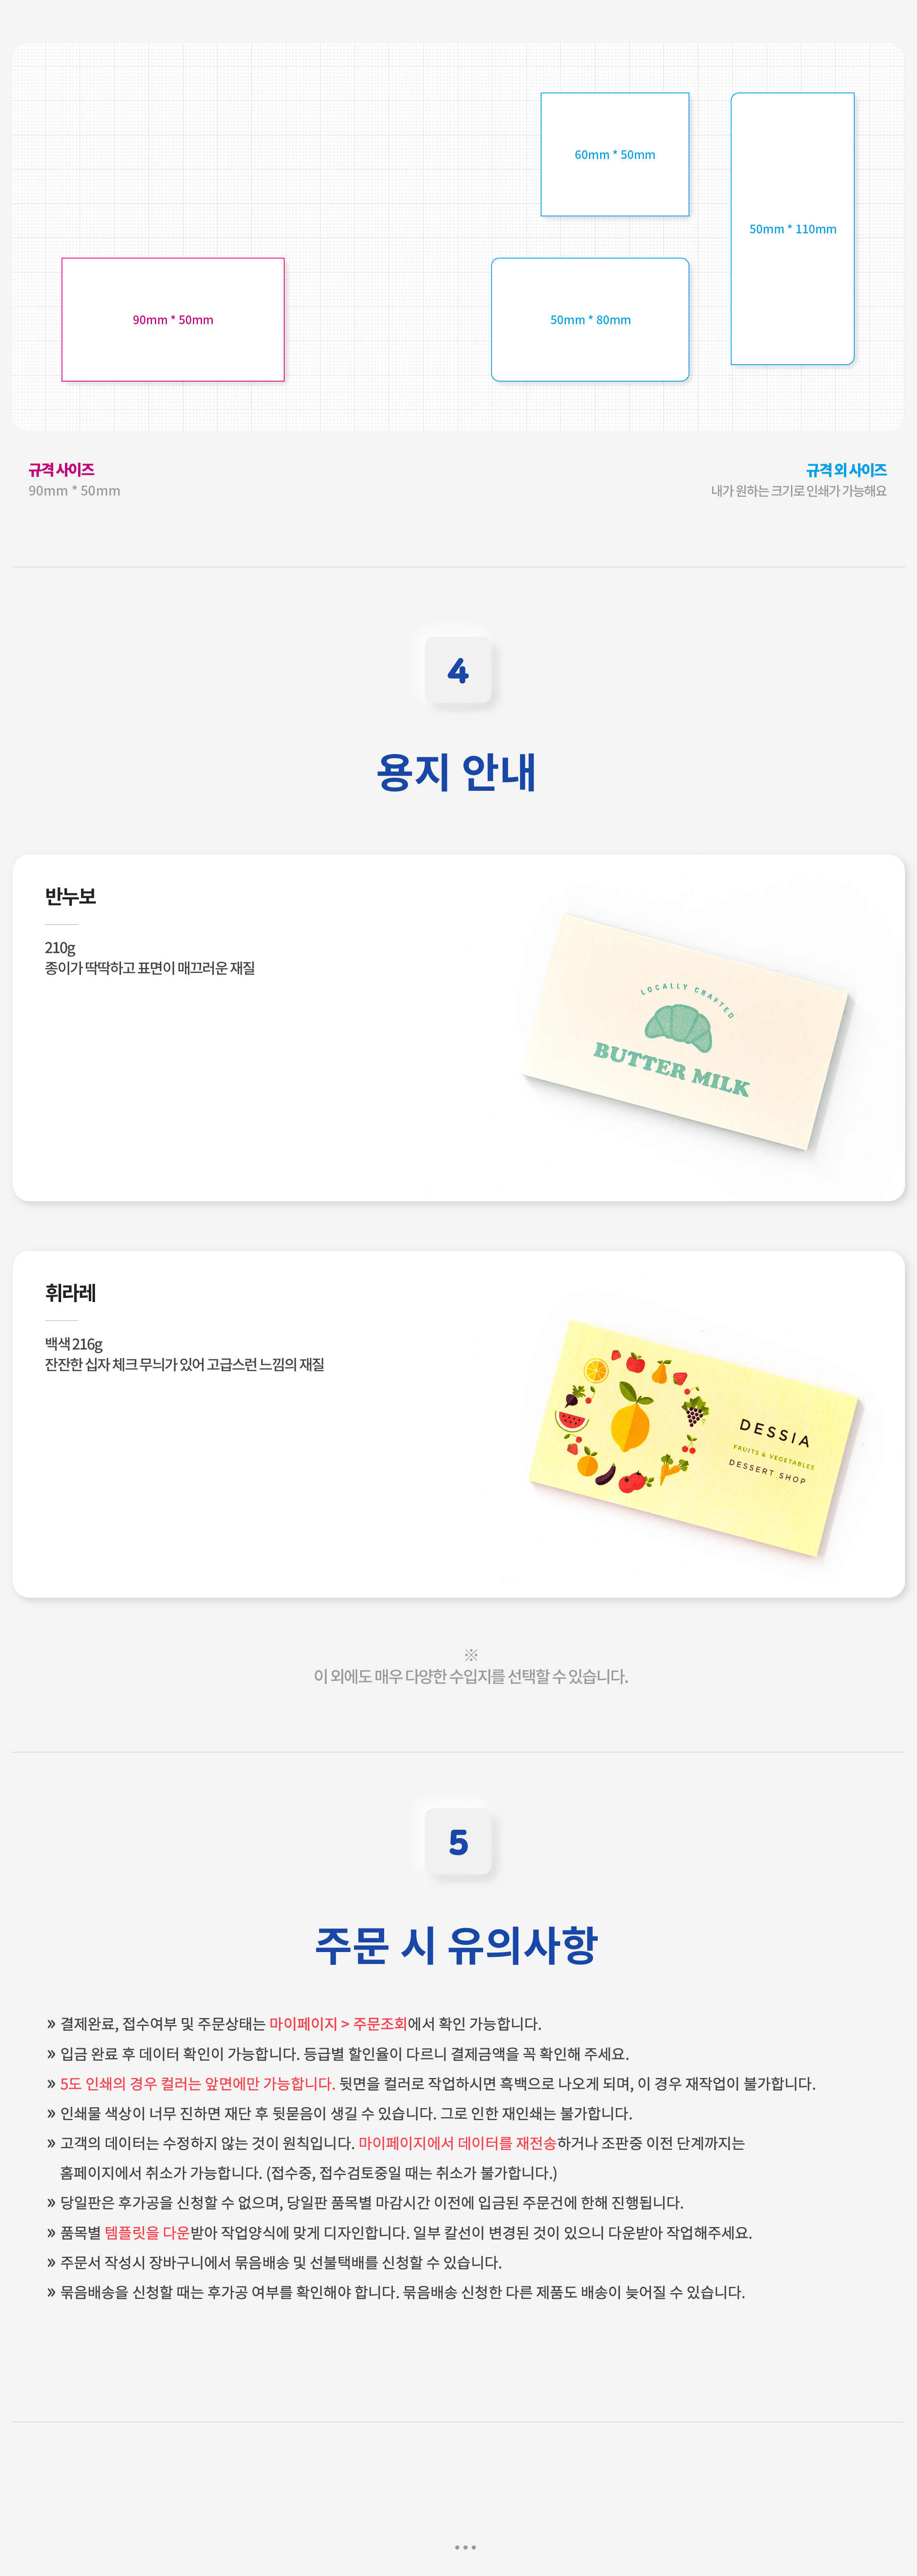 60mm * 50mm
50mm * 110mm
90mm * 50mm
50mm * 80mm
규격 사이즈
90mm * 50mm
규격 외 사이즈
내가 원하는 크기로 인쇄가 가능해요
4
용지 안내
반누보
210g
종이가 딱딱하고 표면이 매끄러운 재질
LOCALLY CRAFTED
BUTTER MILK
휘라레
백색 216g
잔잔한 십자 체크 무늬가 있어 고급스런 느낌의 재질
DESSIA
FRUITS & VEGETABLES
DESSERT SHOP
※
이 외에도 매우 다양한 수입지를 선택할 수 있습니다.
5
주문 시 유의사항
» 결제완료, 접수여부 및 주문상태는 마이페이지 > 주문조회에서 확인 가능합니다.
» 입금 완료 후 데이터 확인이 가능합니다. 등급별 할인율이 다르니 결제금액을 꼭 확인해 주세요.
» 5도 인쇄의 경우 컬러는 앞면에만 가능합니다. 뒷면을 컬러로 작업하시면 흑백으로 나오게 되며, 이 경우 재작업이 불가합니다.
» 인쇄물 색상이 너무 진하면 재단 후 뒷묻음이 생길 수 있습니다. 그로 인한 재인쇄는 불가합니다.
» 고객의 데이터는 수정하지 않는 것이 원칙입니다. 마이페이지에서 데이터를 재전송하거나 조판중 이전 단계까지는
홈페이지에서 취소가 가능합니다. (접수중, 접수검토중일 때는 취소가 불가합니다.)
» 당일판은 후가공을 신청할 수 없으며, 당일판 품목별 마감시간 이전에 입금된 주문건에 한해 진행됩니다.
» 품목별 템플릿을 다운받아 작업양식에 맞게 디자인합니다. 일부 칼선이 변경된 것이 있으니 다운받아 작업해주세요.
» 주문서 작성시 장바구니에서 묶음배송 및 선불택배를 신청할 수 있습니다.
» 묶음배송을 신청할 때는 후가공 여부를 확인해야 합니다. 묶음배송 신청한 다른 제품도 배송이 늦어질 수 있습니다.